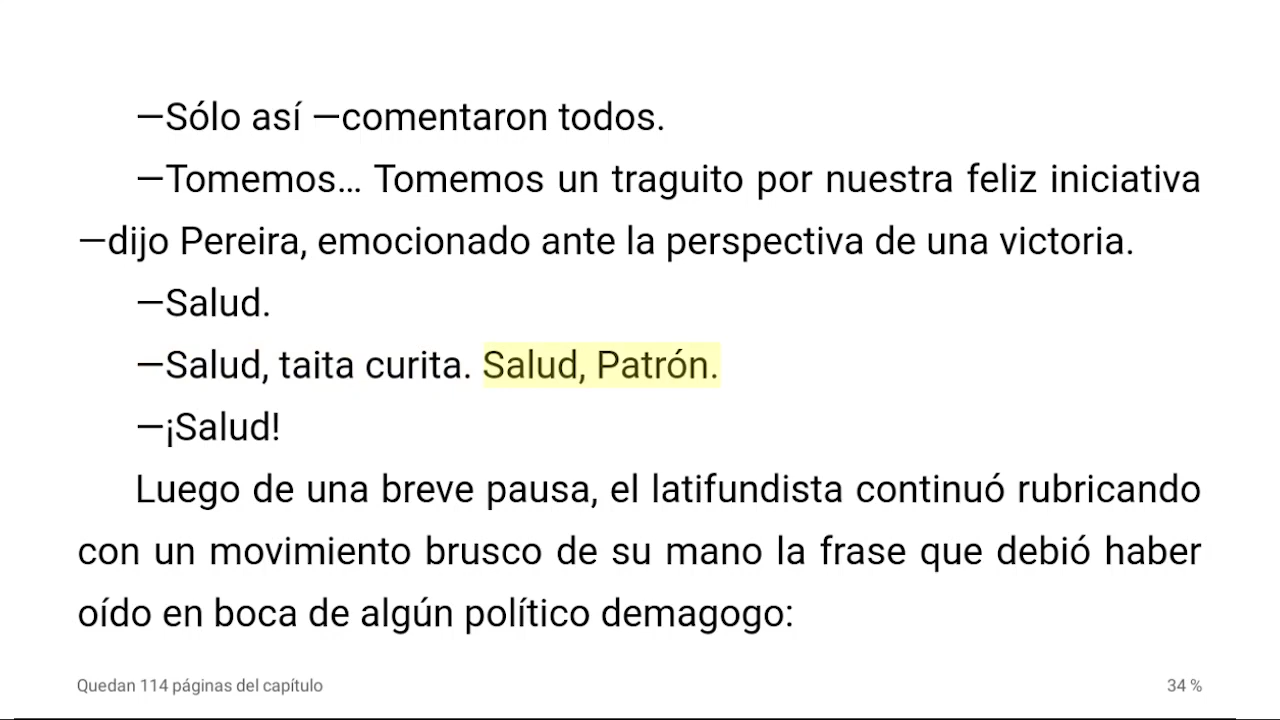 —Sólo así —comentaron todos.
—Tomemos… Tomemos un traguito por nuestra feliz iniciativa
—dijo Pereira, emocionado ante la perspectiva de una victoria.
—Salud.
—Salud, taita curita. Salud, Patrón.
—¡Salud!
Luego de una breve pausa, el latifundista continuó rubricando
con un movimiento brusco de su mano la frase que debió haber
oído en boca de algún político demagogo:
Quedan 114 páginas del capítulo
34 %